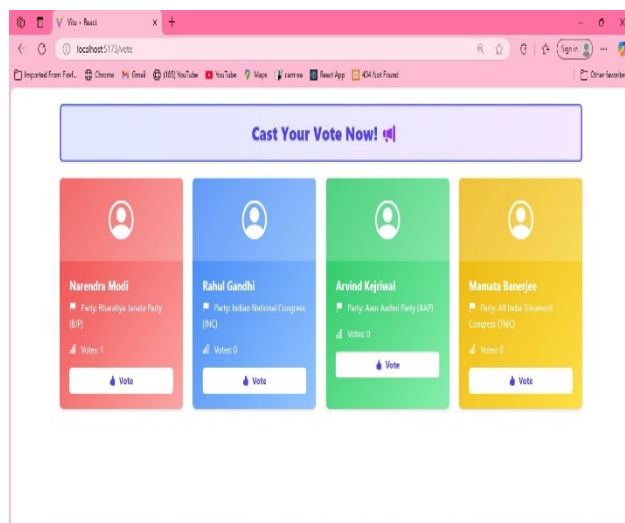 Vite + React
localhost:5173/vote
Sign in
Imported From Firef... Chrome Gmail (183) YouTube YouTube Maps React App 404 Not Found Other favorite
Cast Your Vote Now!
Narendra Modi
Party: Bharatiya Janata Party
(BJP)
Votes: 1
Vote
Rahul Gandhi
Party: Indian National Congress
(INC)
Votes: 0
Vote
Arvind Kejriwal
Party: Aam Aadmi Party (AAP)
Votes: 0
Vote
Mamata Banerjee
Party: All India Trinamool
Congress (TMC)
Votes: 0
Vote